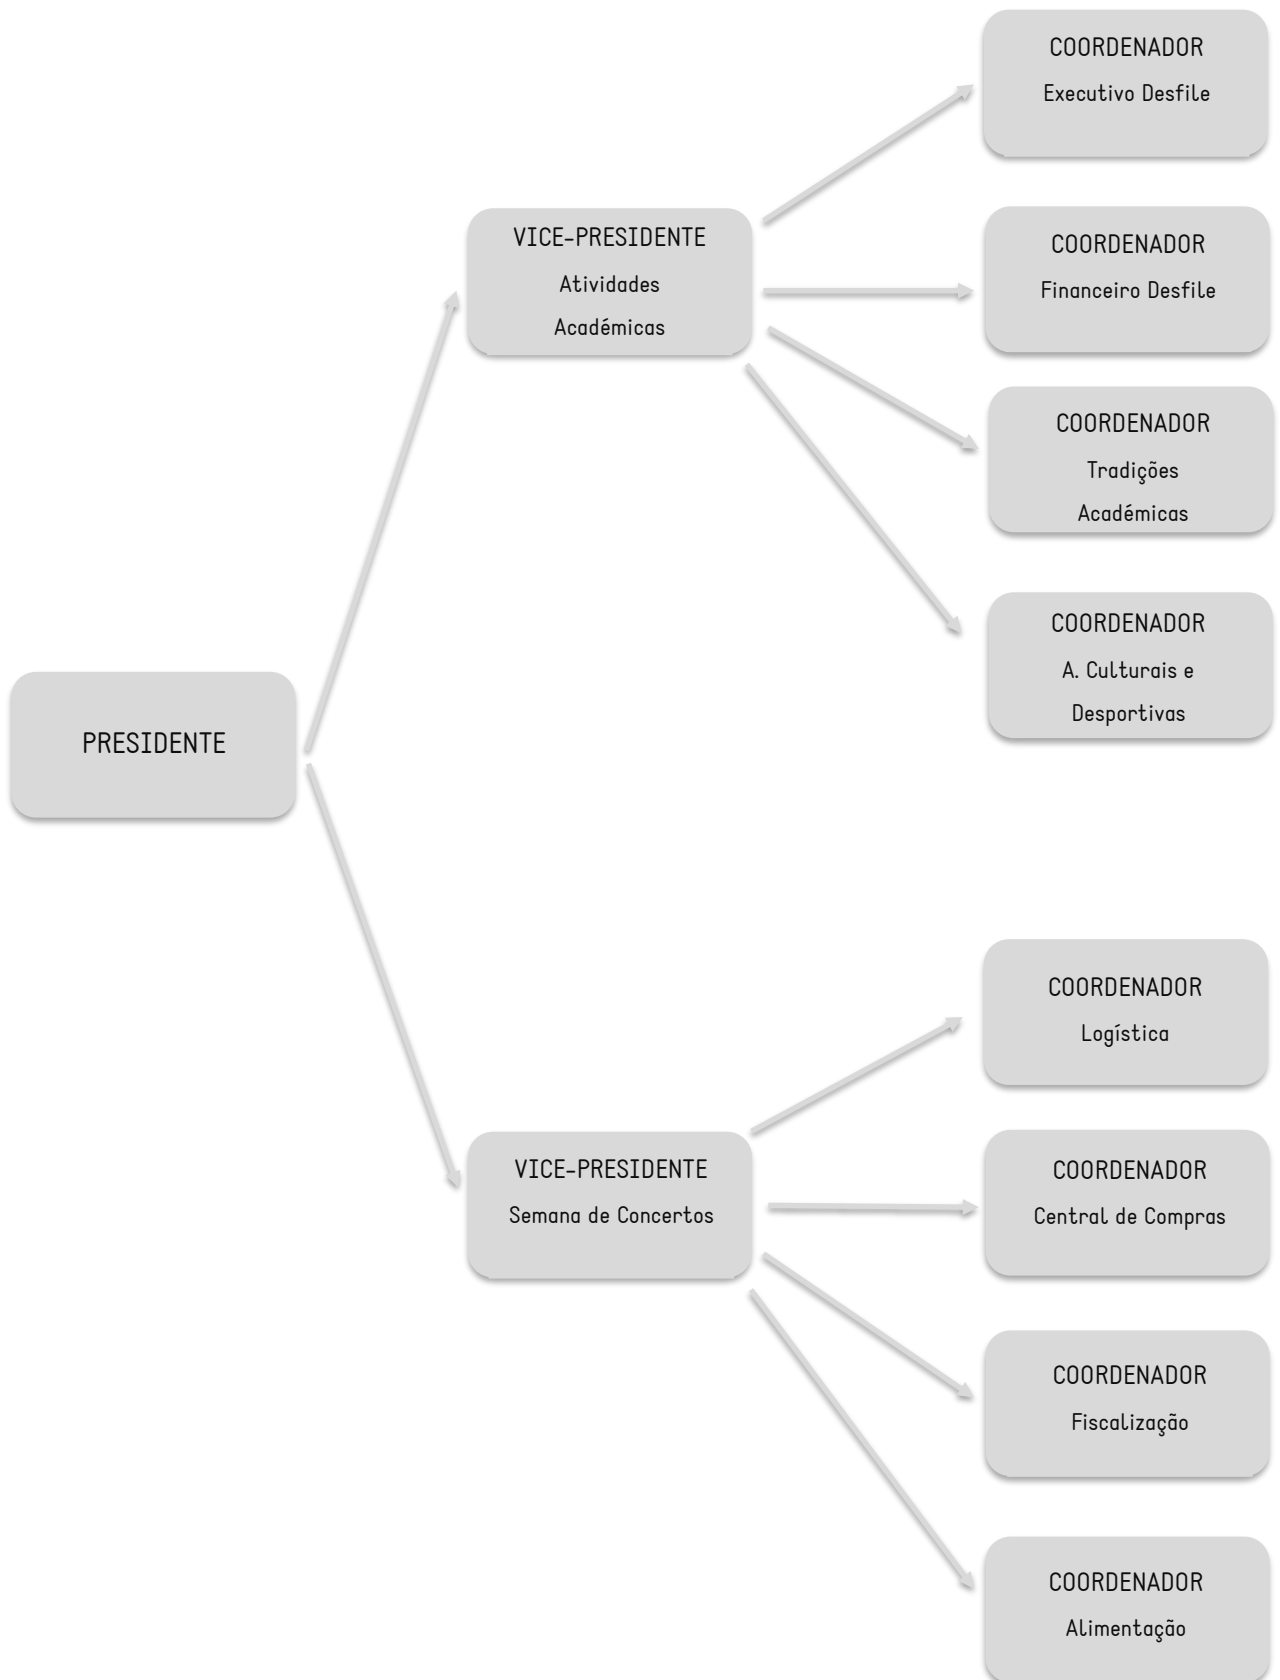 COORDENADOR
Executivo Desfile
VICE-PRESIDENTE
Atividades
Académicas
COORDENADOR
Financeiro Desfile
COORDENADOR
Tradições
Académicas
COORDENADOR
A. Culturais e
Desportivas
PRESIDENTE
COORDENADOR
Logística
VICE-PRESIDENTE
Semana de Concertos
COORDENADOR
Central de Compras
COORDENADOR
Fiscalização
COORDENADOR
Alimentação